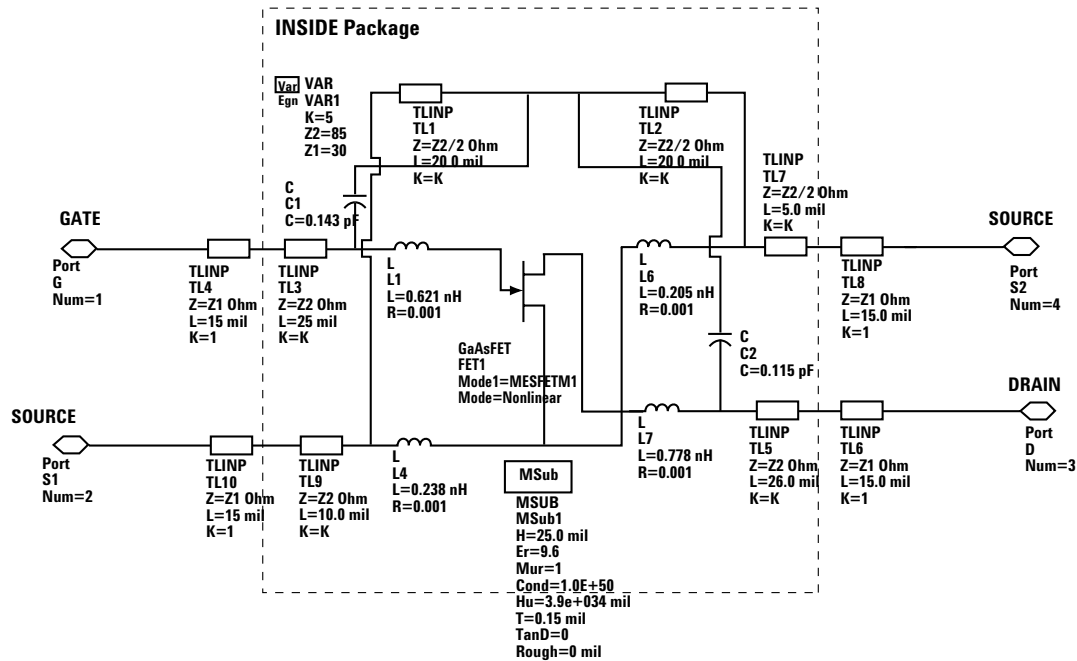 INSIDE Package
Var VAR
Egn VAR1
K=5
Z2=85
Z1=30
TLINP
TL1
Z=Z2/2 Ohm
L=20.0 mil
K=K
TLINP
TL2
Z=Z2/2 Ohm
L=20.0 mil
K=K
TLINP
TL7
Z=Z2/2 Ohm
L=5.0 mil
K=K
C
C1
C=0.143 pF
GATE
Port
G
Num=1
TLINP
TL4
Z=Z1 Ohm
L=15 mil
K=1
TLINP
TL3
Z=Z2 Ohm
L=25 mil
K=K
L
L1
L=0.621 nH
R=0.001
L
L6
L=0.205 nH
R=0.001
TLINP
TL8
Z=Z1 Ohm
L=15.0 mil
K=1
SOURCE
Port
S2
Num=4
GaAsFET
FET1
Mode1=MESFETM1
Mode=Nonlinear
C
C2
C=0.115 pF
SOURCE
Port
S1
Num=2
TLINP
TL10
Z=Z1 Ohm
L=15 mil
K=1
TLINP
TL9
Z=Z2 Ohm
L=10.0 mil
K=K
L
L4
L=0.238 nH
R=0.001
L
L7
L=0.778 nH
R=0.001
TLINP
TL5
Z=Z2 Ohm
L=26.0 mil
K=K
TLINP
TL6
Z=Z1 Ohm
L=15.0 mil
K=1
DRAIN
Port
D
Num=3
MSub
MSUB
MSub1
H=25.0 mil
Er=9.6
Mur=1
Cond=1.0E+50
Hu=3.9e+034 mil
T=0.15 mil
TanD=0
Rough=0 mil